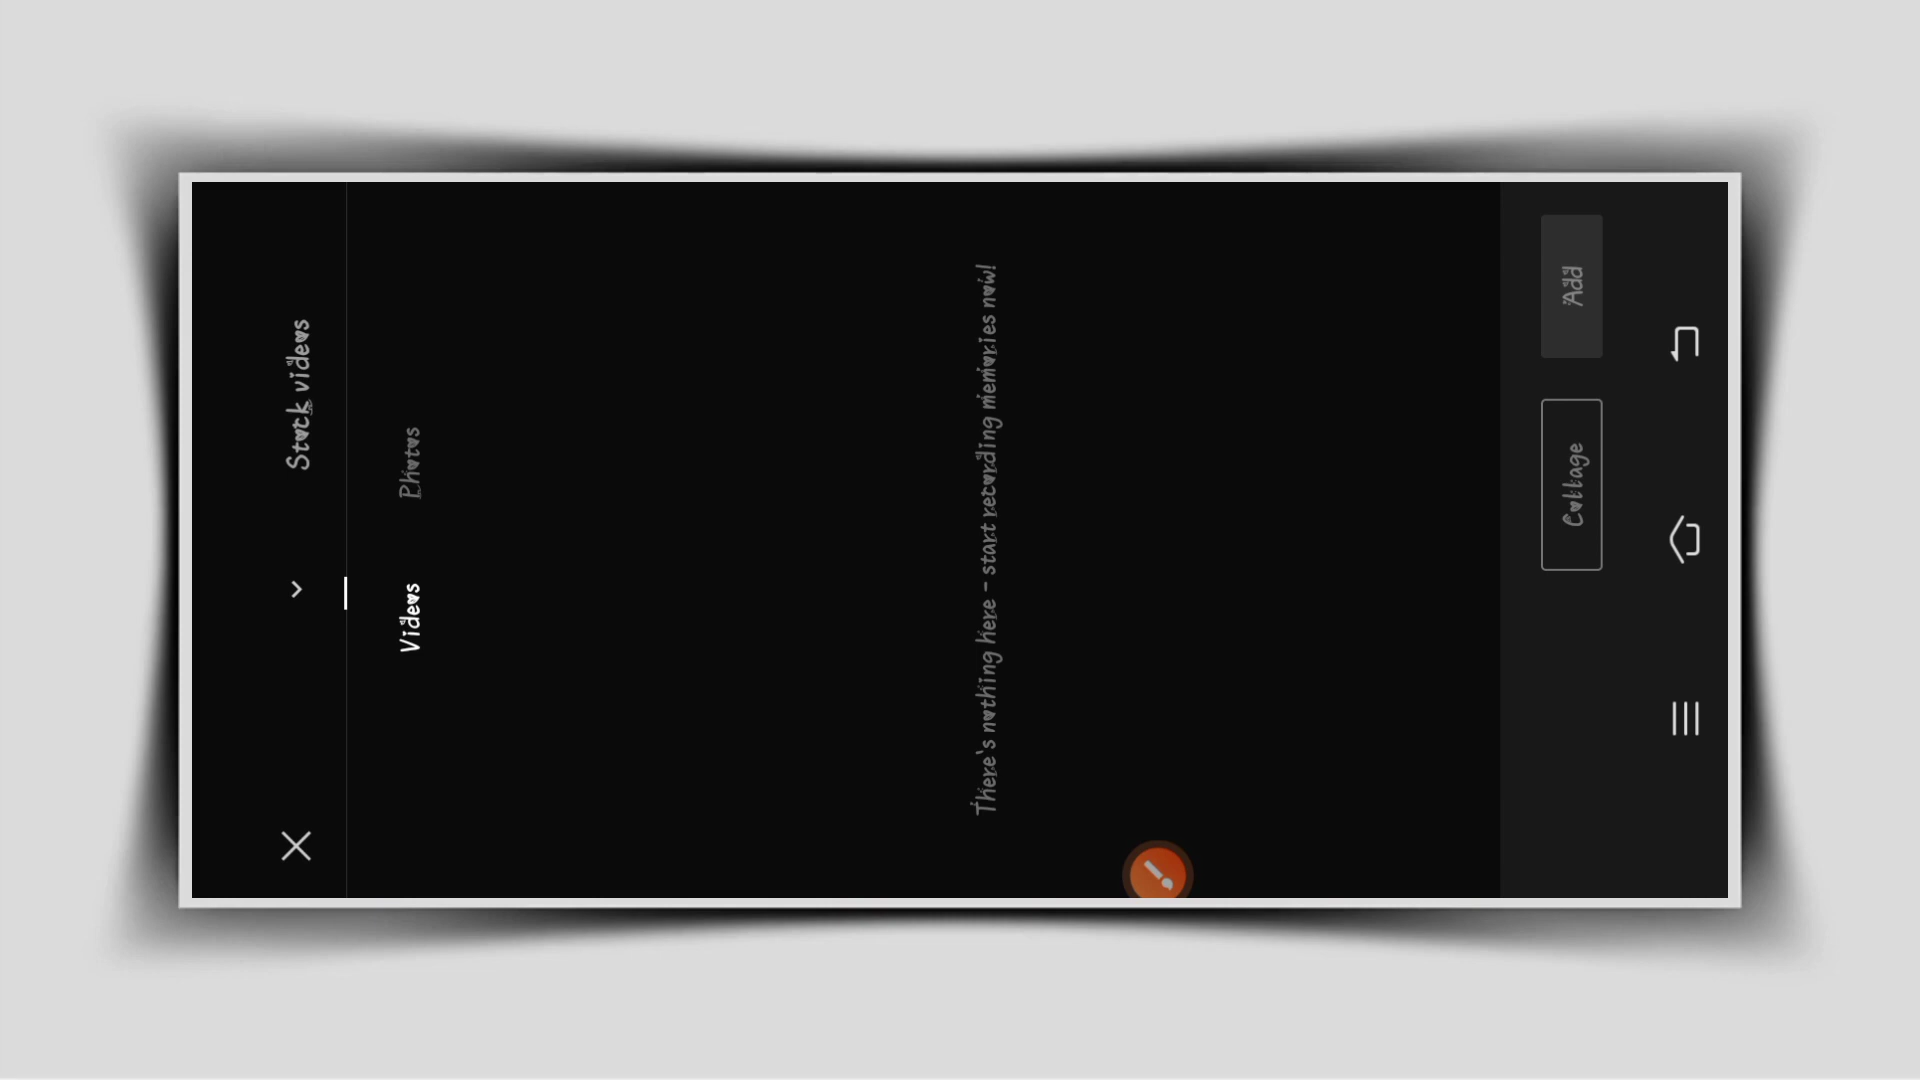 Stock videos
Videos
Photos
There's nothing here - start recording memories now!
Collage
Add